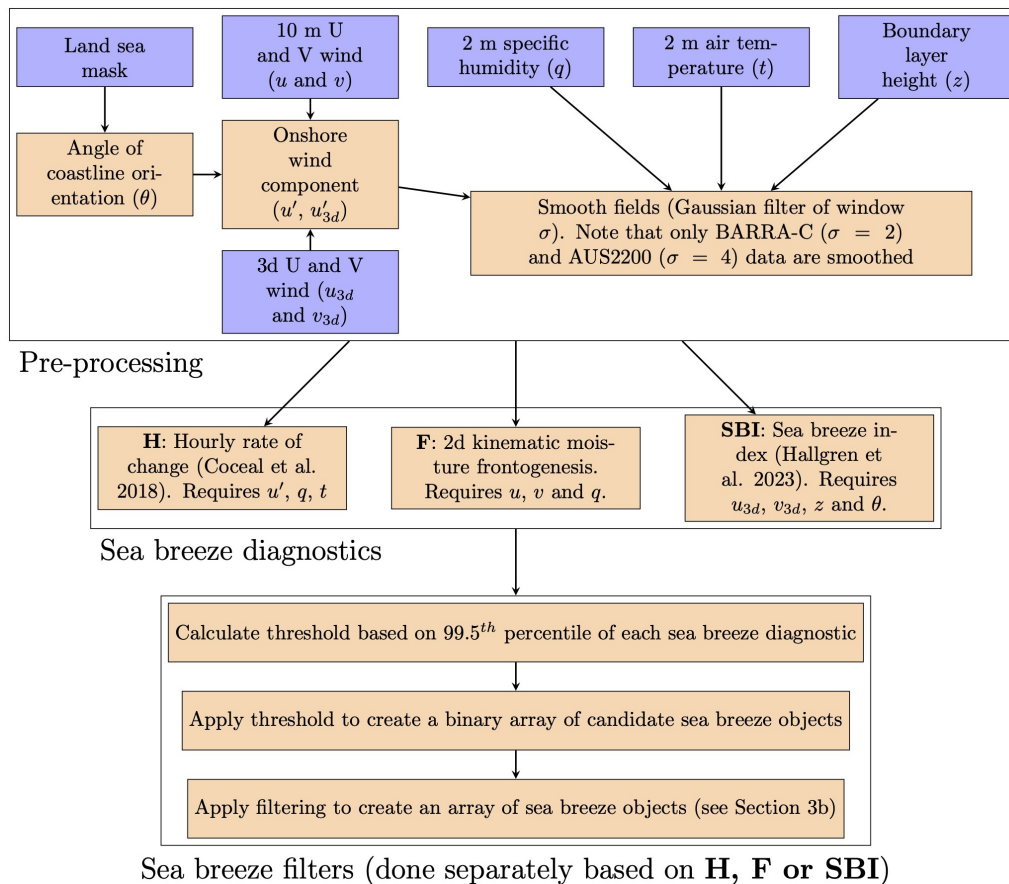 Land sea
mask
10 m U
and V wind
(u and v)
2 m specific
humidity (q)
2 m air tem-
perature (t)
Boundary
layer
height (z)
Angle of
coastline ori-
entation (θ)
Onshore
wind
component
(u′, u′3d)
Smooth fields (Gaussian filter of window
σ). Note that only BARRA-C (σ = 2)
and AUS2200 (σ = 4) data are smoothed
3d U and V
wind (u3d
and v3d)
Pre-processing
H: Hourly rate of
change (Coceal et al.
2018). Requires u′, q, t
F: 2d kinematic mois-
ture frontogenesis.
Requires u, v and q.
SBI: Sea breeze in-
dex (Hallgren et
al. 2023). Requires
u3d, v3d, z and θ.
Sea breeze diagnostics
Calculate threshold based on 99.5th percentile of each sea breeze diagnostic
Apply threshold to create a binary array of candidate sea breeze objects
Apply filtering to create an array of sea breeze objects (see Section 3b)
Sea breeze filters (done separately based on H, F or SBI)